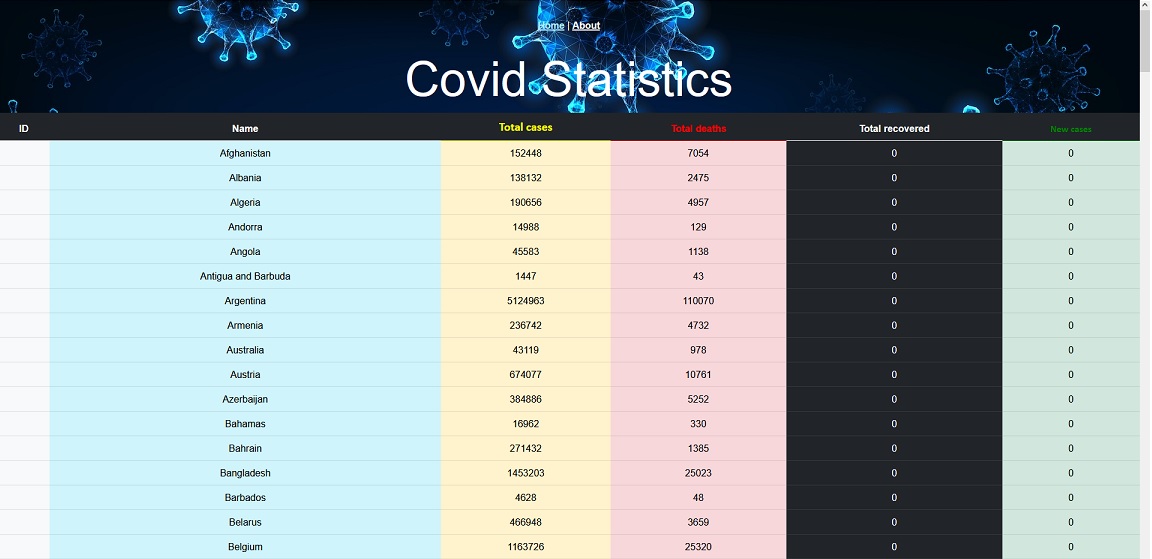 Home | About
Covid Statistics
ID Name Total cases Total deaths Total recovered New cases
Afghanistan 152448 7054 0 0
Albania 138132 2475 0 0
Algeria 190656 4957 0 0
Andorra 14988 129 0 0
Angola 45583 1138 0 0
Antigua and Barbuda 1447 43 0 0
Argentina 5124963 110070 0 0
Armenia 236742 4732 0 0
Australia 43119 978 0 0
Austria 674077 10761 0 0
Azerbaijan 384886 5252 0 0
Bahamas 16962 330 0 0
Bahrain 271432 1385 0 0
Bangladesh 1453203 25023 0 0
Barbados 4628 48 0 0
Belarus 466948 3659 0 0
Belgium 1163726 25320 0 0